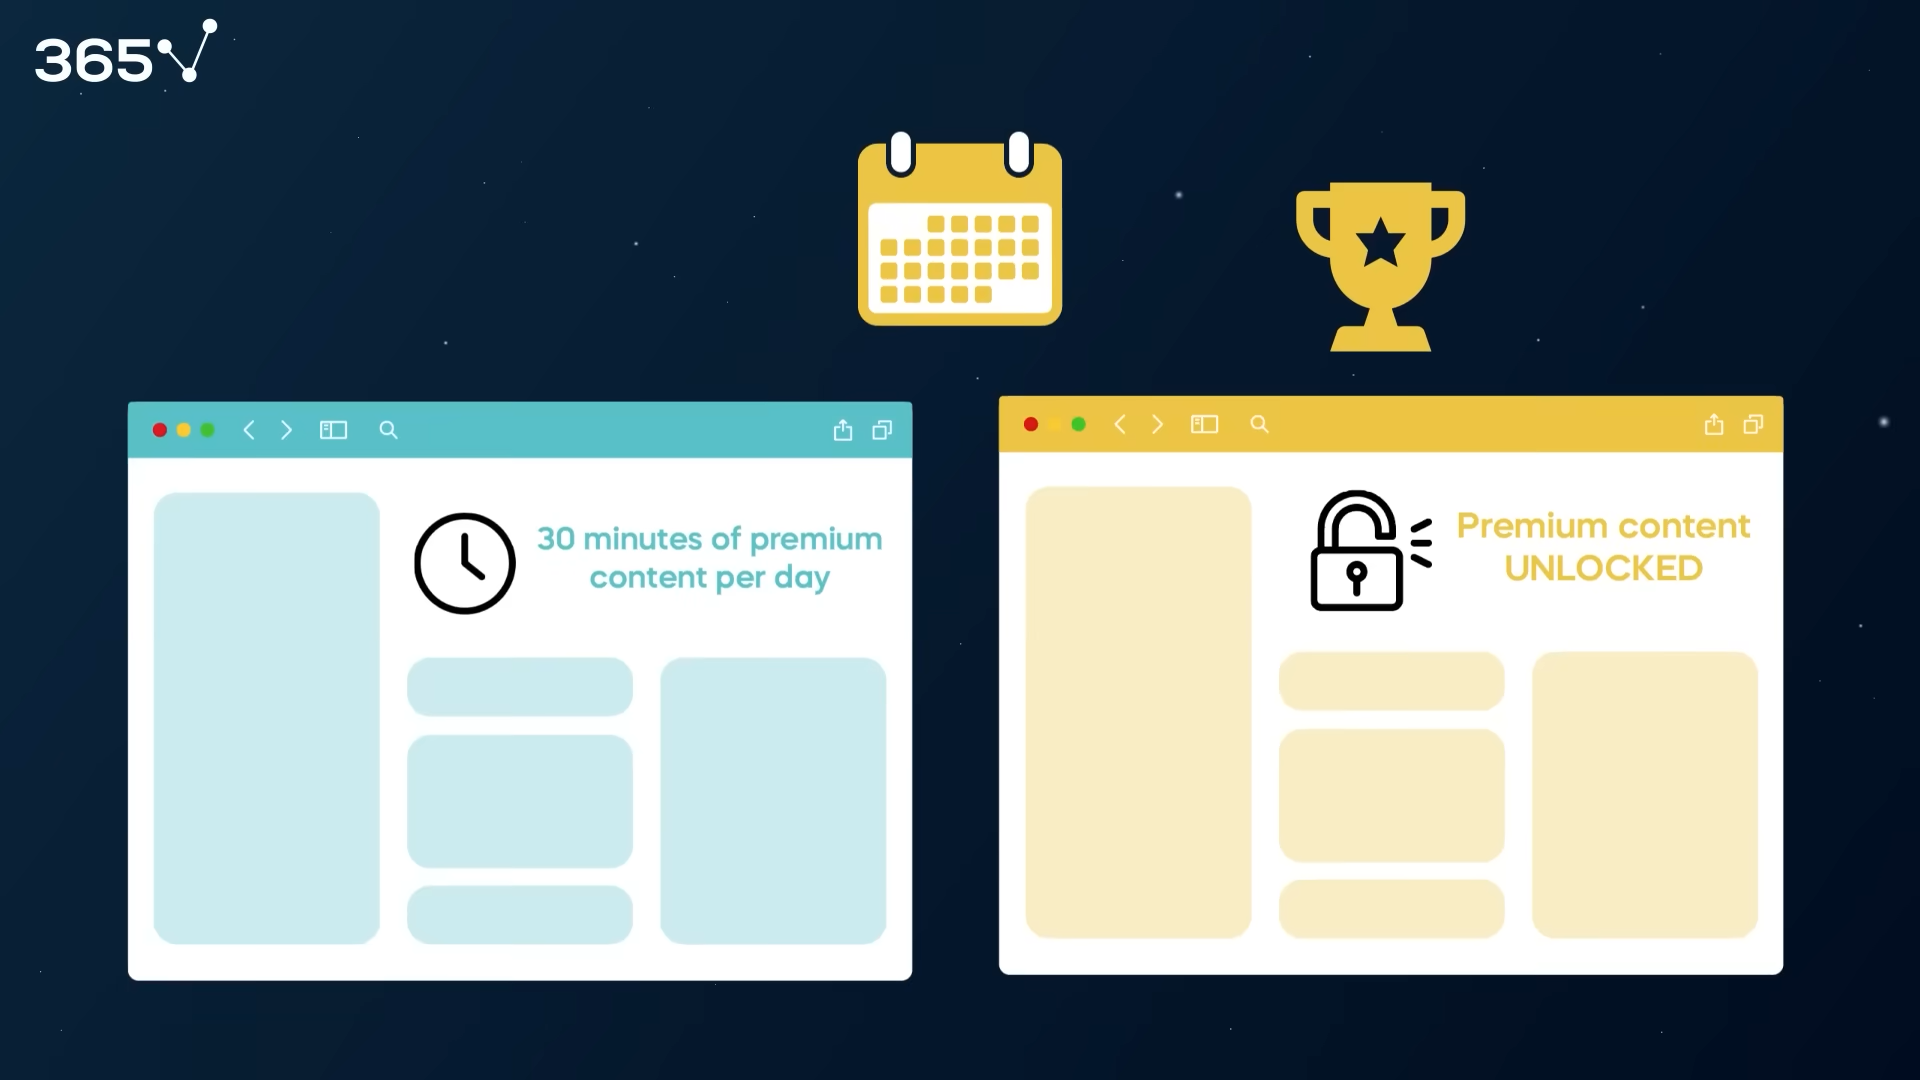 365
30 minutes of premium
content per day
Premium content
UNLOCKED